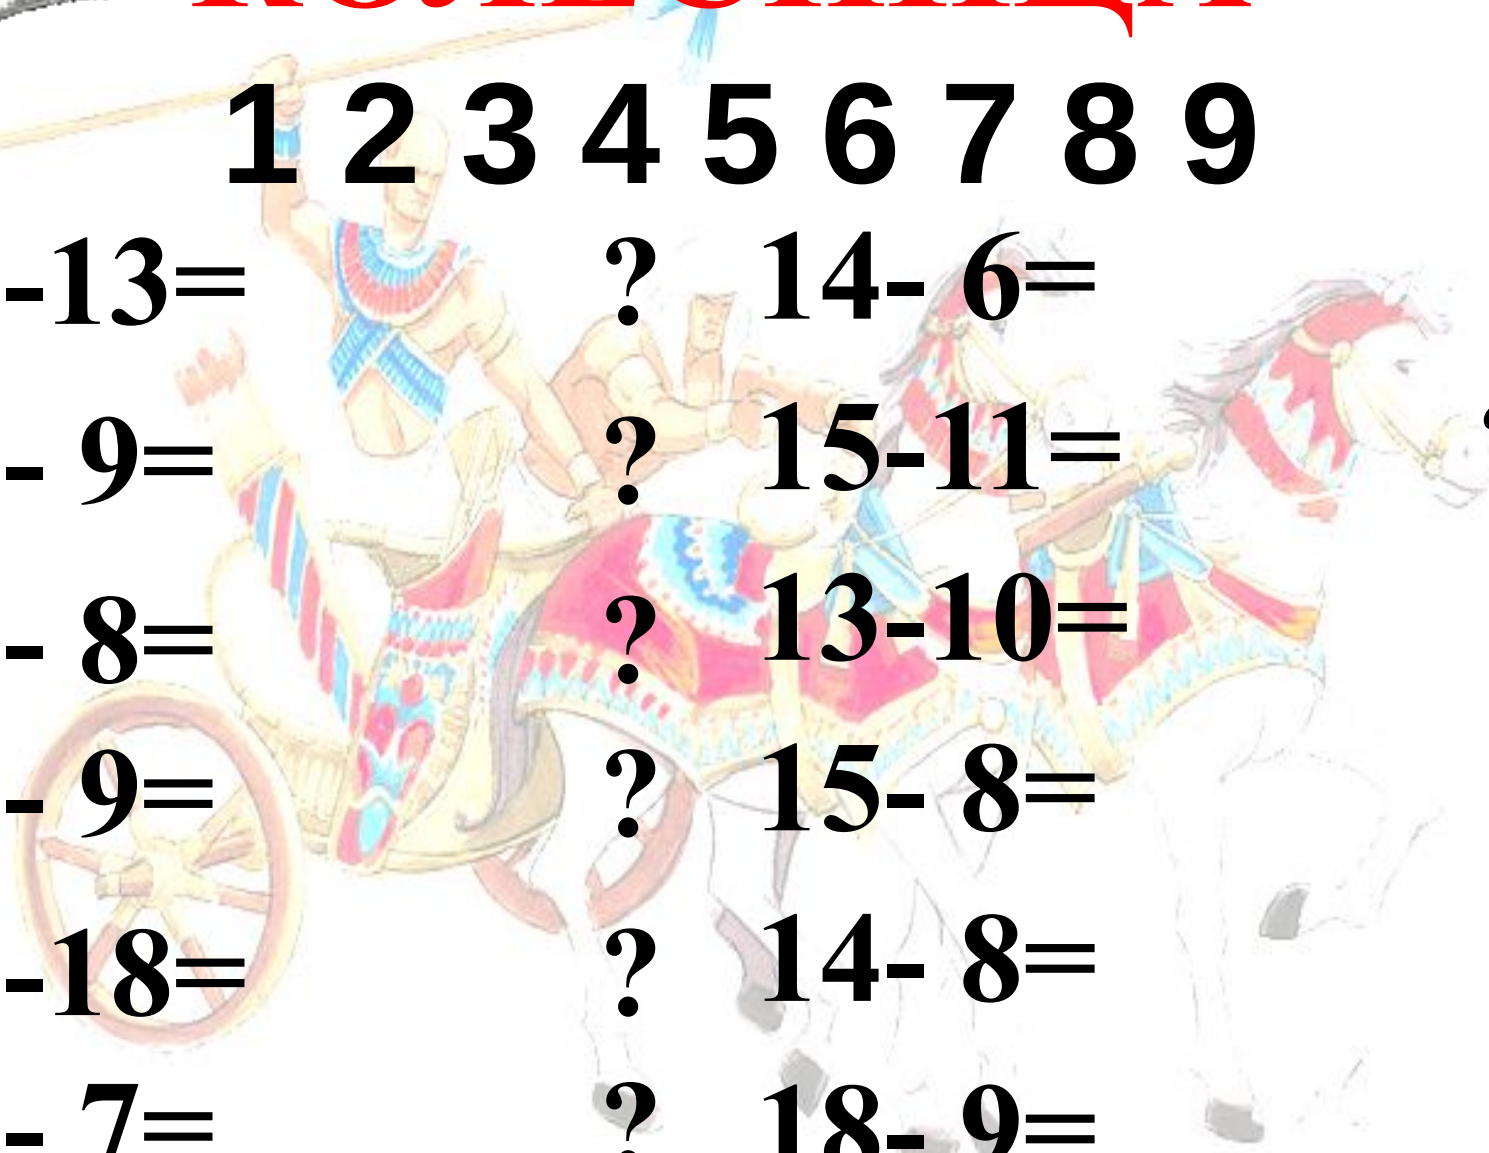 КОЛЕСНИЦА
1 2 3 4 5 6 7 8 9
-13= ? 14- 6=
- 9= ? 15-11=
- 8= ? 13-10=
- 9= ? 15- 8=
-18= ? 14- 8=
- 7= ? 18- 9=